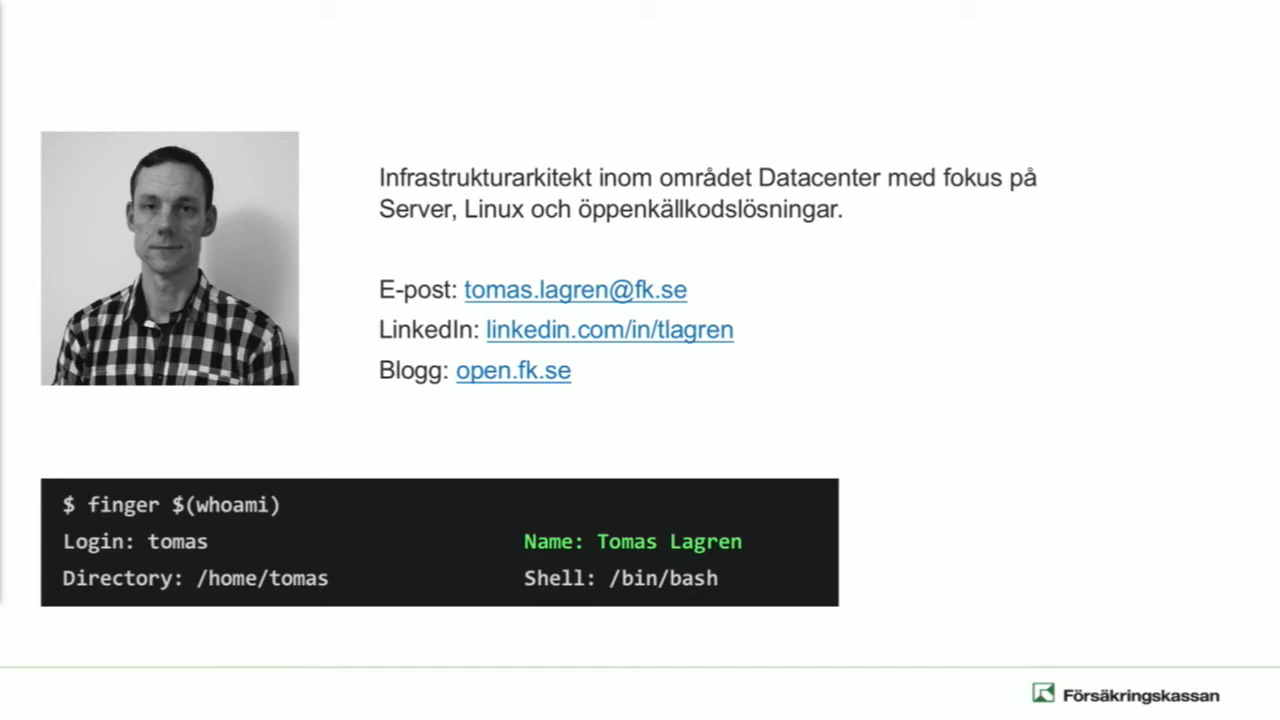 Infrastrukturarkitekt inom området Datacenter med fokus på
Server, Linux och öppenkällkodslösningar.
E-post: tomas.lagren@fk.se
LinkedIn: linkedin.com/in/tlagren
Blogg: open.fk.se
$ finger $(whoami)
Login: tomas Name: Tomas Lagren
Directory: /home/tomas Shell: /bin/bash
Försäkringskassan